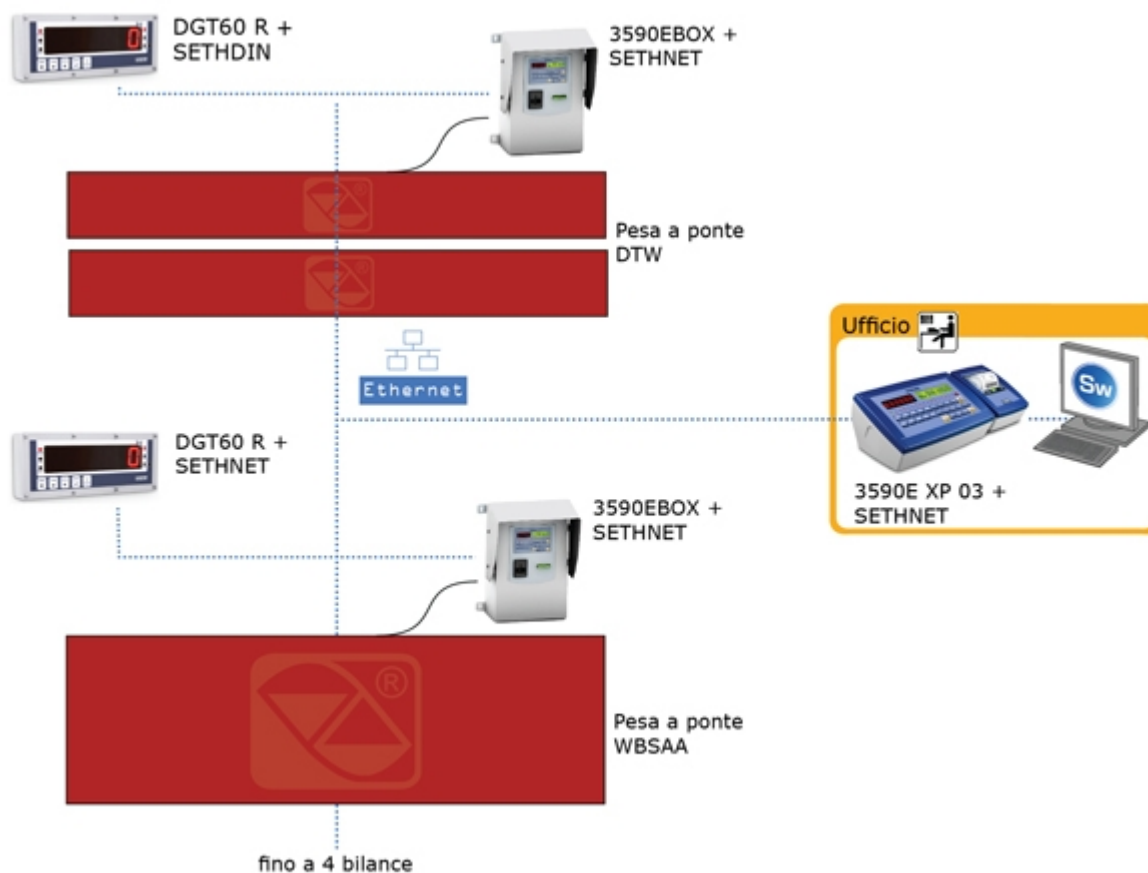 DGT60 R +
SETHDIN
3590EBOX +
SETHNET
Pesa a ponte
DTW
Ethernet
Ufficio
Sw
3590E XP 03 +
SETHNET
DGT60 R +
SETHNET
3590EBOX +
SETHNET
Pesa a ponte
WBSAA
fino a 4 bilance